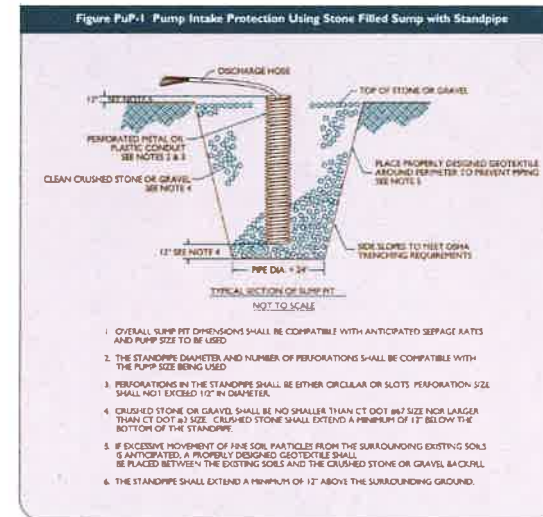 Figure PuP-1 Pump Intake Protection Using Stone Filled Sump with Standpipe
DISCHARGE HOSE
12" SEE NOTE 6
TOP OF STONE OR GRAVEL
PERFORATED METAL OR
PLASTIC CONDUIT
SEE NOTES 2 & 3
CLEAN CRUSHED STONE OR GRAVEL
SEE NOTE 4
PLACE PROPERLY DESIGNED GEOTEXTILE
AROUND PERIMETER TO PREVENT PIPING
SEE NOTE 5
12" SEE NOTE 4
SIDE SLOPES TO MEET OSHA
TRENCHING REQUIREMENTS
PIPE DIA. + 24"
TYPICAL SECTION OF SUMP PIT
NOT TO SCALE
1. OVERALL SUMP PIT DIMENSIONS SHALL BE COMPATIBLE WITH ANTICIPATED SEEPAGE RATES
AND PUMP SIZE TO BE USED
2. THE STANDPIPE DIAMETER AND NUMBER OF PERFORATIONS SHALL BE COMPATIBLE WITH
THE PUMP SIZE BEING USED
3. PERFORATIONS IN THE STANDPIPE SHALL BE EITHER CIRCULAR OR SLOTS. PERFORATION SIZE
SHALL NOT EXCEED 1/2" IN DIAMETER.
4. CRUSHED STONE OR GRAVEL SHALL BE NO SMALLER THAN CT DOT #67 SIZE NOR LARGER
THAN CT DOT #3 SIZE. CRUSHED STONE SHALL EXTEND A MINIMUM OF 12" BELOW THE
BOTTOM OF THE STANDPIPE.
5. IF EXCESSIVE MOVEMENT OF FINE SOIL PARTICLES FROM THE SURROUNDING EXISTING SOILS
IS ANTICIPATED, A PROPERLY DESIGNED GEOTEXTILE SHALL
BE PLACED BETWEEN THE EXISTING SOILS AND THE CRUSHED STONE OR GRAVEL BACKFILL
6. THE STANDPIPE SHALL EXTEND A MINIMUM OF 12" ABOVE THE SURROUNDING GROUND.